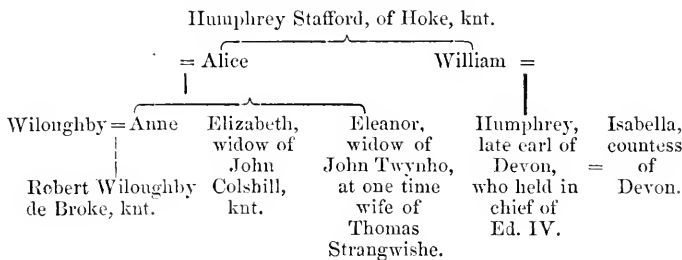 Humphrey Stafford, of Hoke, knt.
= Alice William =
Wiloughby = Anne Elizabeth, Eleanor, Humphrey, Isabella,
widow of widow of late earl of countess
John John Twynho, Devon, = of
Robert Wiloughby Colshill, at one time who held in Devon.
de Broke, knt. knt. wife of chief of
Thomas Ed. IV.
Strangwishe.